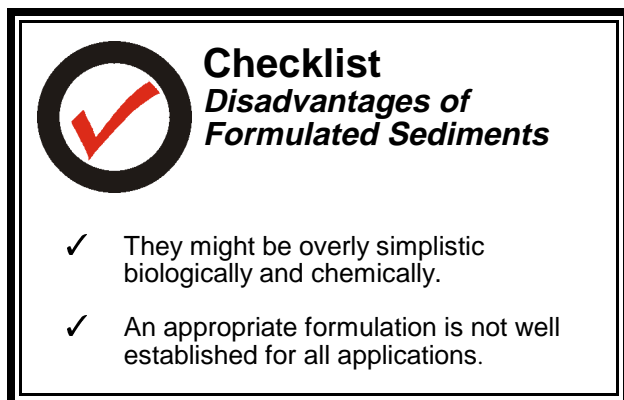 Checklist
Disadvantages of
Formulated Sediments
✓ They might be overly simplistic
biologically and chemically.
✓ An appropriate formulation is not well
established for all applications.